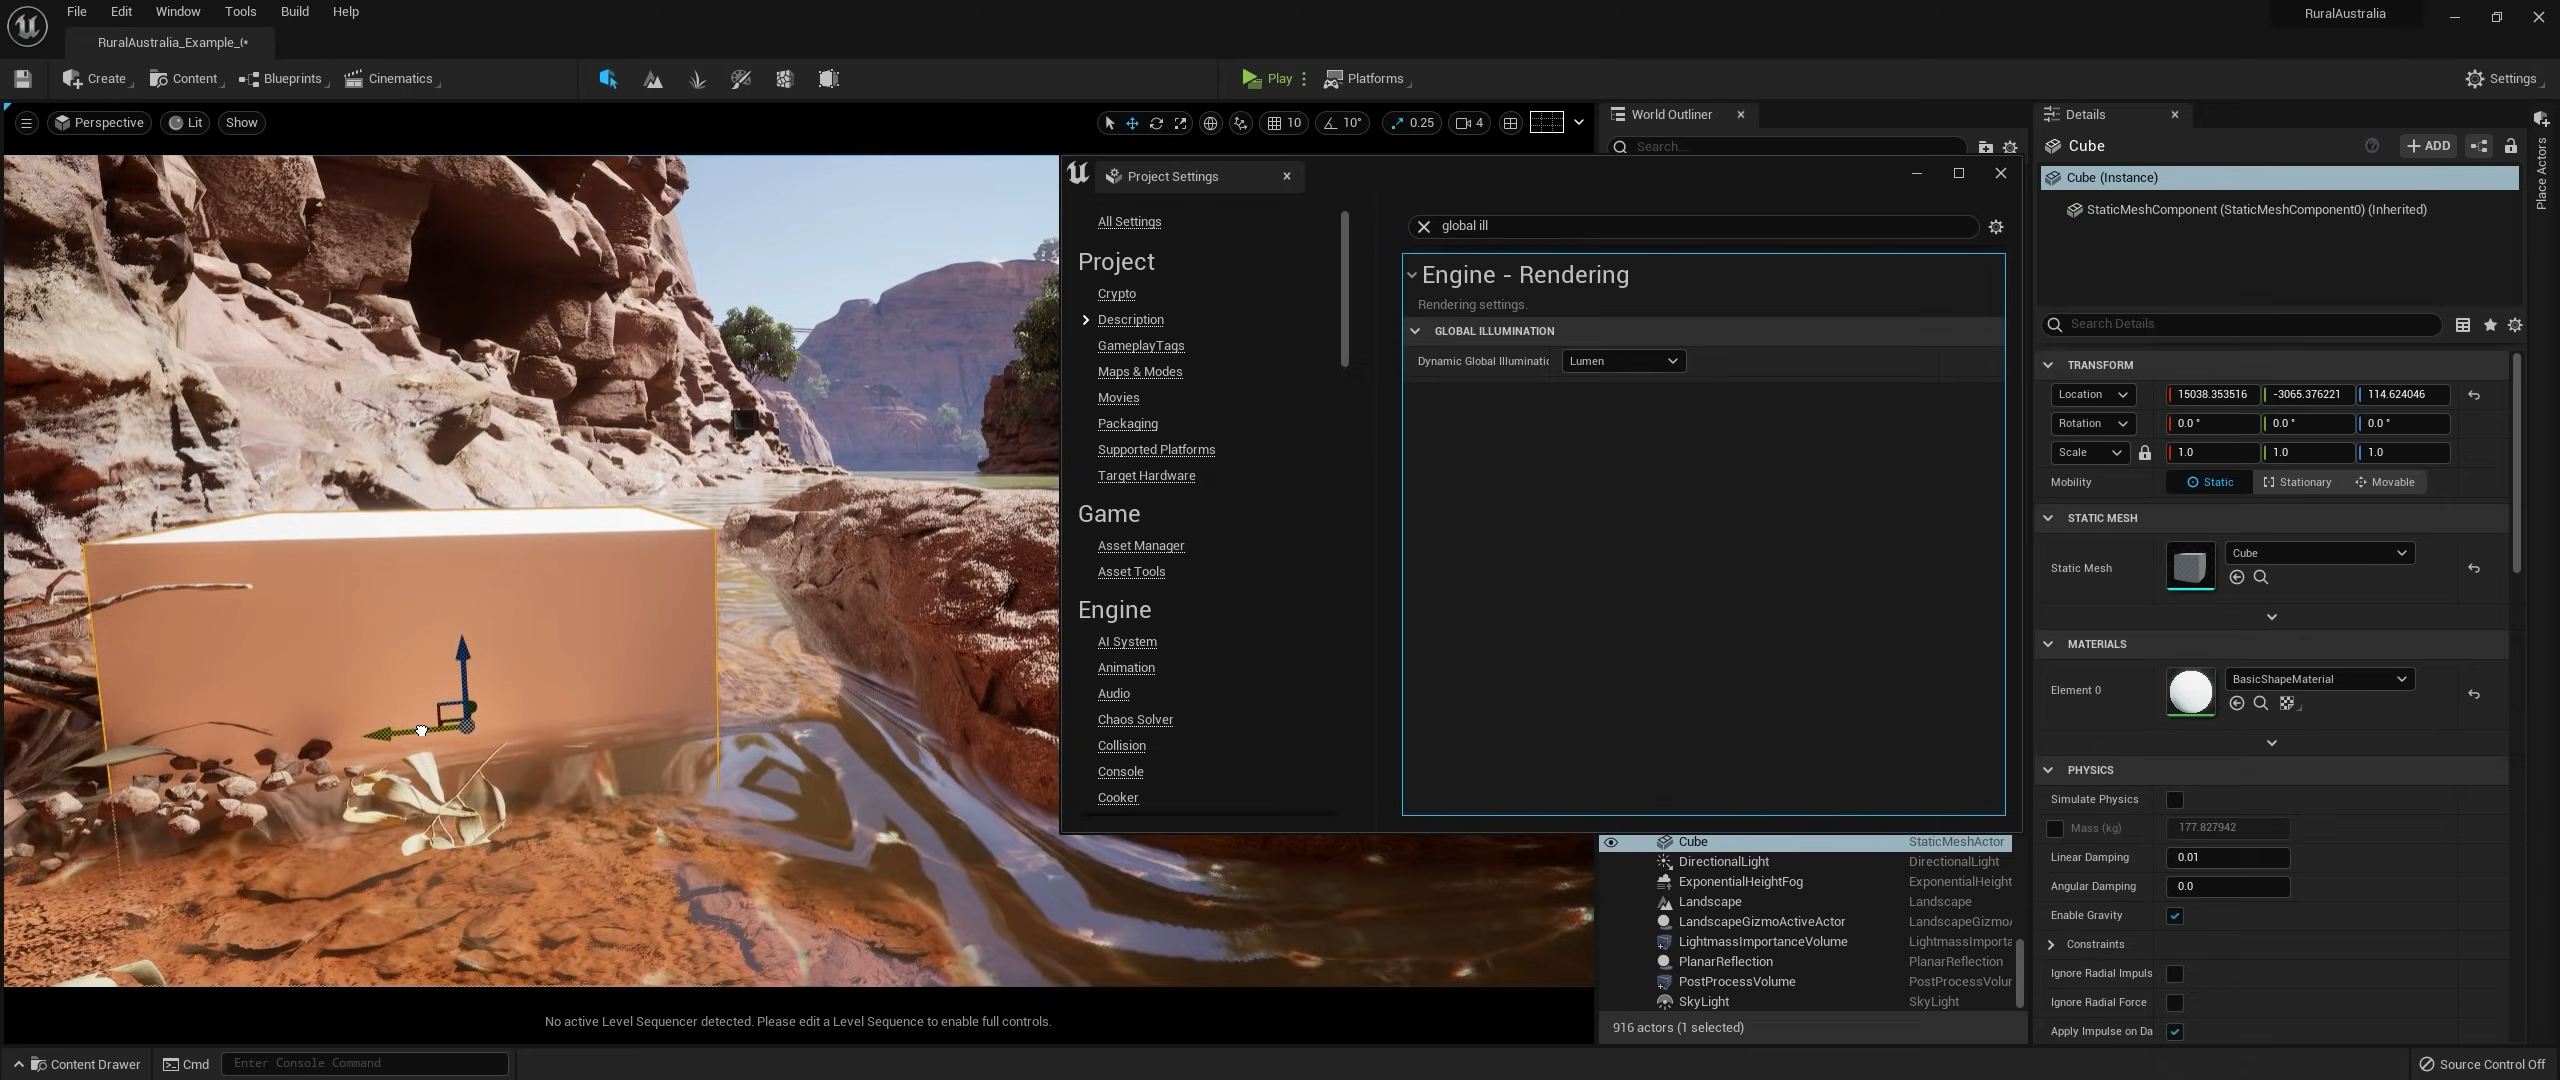 File Edit Window Tools Build Help
RuralAustralia
RuralAustralia_Example_(*
Create Content Blueprints Cinematics Play Platforms Settings
Perspective Lit Show 10 10° 0.25 4
World Outliner
Search...
Project Settings
All Settings
Project
Crypto
Description
GameplayTags
Maps & Modes
Movies
Packaging
Supported Platforms
Target Hardware
Game
Asset Manager
Asset Tools
Engine
AI System
Animation
Audio
Chaos Solver
Collision
Console
Cooker
global ill
Engine - Rendering
Rendering settings.
GLOBAL ILLUMINATION
Dynamic Global Illuminatic Lumen
Cube StaticMeshActor
DirectionalLight DirectionalLight
ExponentialHeightFog ExponentialHeight
Landscape Landscape
LandscapeGizmoActiveActor LandscapeGizmo
LightmassImportanceVolume LightmassImporta
PlanarReflection PlanarReflection
PostProcessVolume PostProcessVolur
SkyLight SkyLight
916 actors (1 selected)
Details
Cube ADD
Cube (Instance)
StaticMeshComponent (StaticMeshComponent0) (Inherited)
Search Details
TRANSFORM
Location 15038.353516 -3065.376221 114.624046
Rotation 0.0 ° 0.0 ° 0.0 °
Scale 1.0 1.0 1.0
Mobility Static Stationary Movable
STATIC MESH
Static Mesh Cube
MATERIALS
Element 0 BasicShapeMaterial
PHYSICS
Simulate Physics
Mass (kg) 177.827942
Linear Damping 0.01
Angular Damping 0.0
Enable Gravity
Constraints
Ignore Radial Impuls
Ignore Radial Force
Apply Impulse on Da
Place Actors
No active Level Sequencer detected. Please edit a Level Sequence to enable full controls.
Content Drawer Cmd Enter Console Command Source Control Off